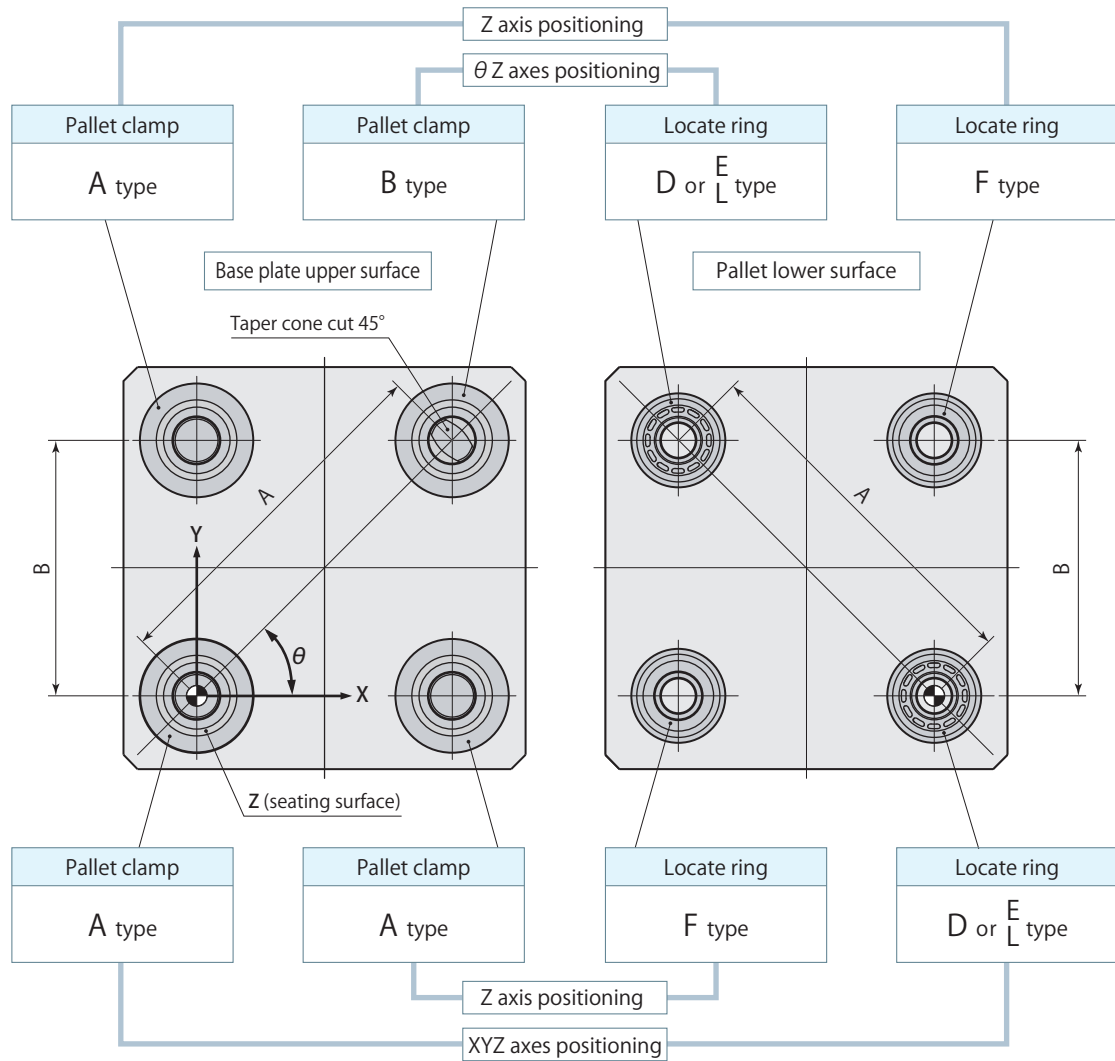 Z axis positioning
θ Z axes positioning
Pallet clamp
A type
Pallet clamp
B type
Locate ring
D or E L type
Locate ring
F type
Base plate upper surface
Pallet lower surface
Taper cone cut 45°
A
B
Y
θ
X
Z (seating surface)
A
B
Pallet clamp
A type
Pallet clamp
A type
Locate ring
F type
Locate ring
D or E L type
Z axis positioning
XYZ axes positioning